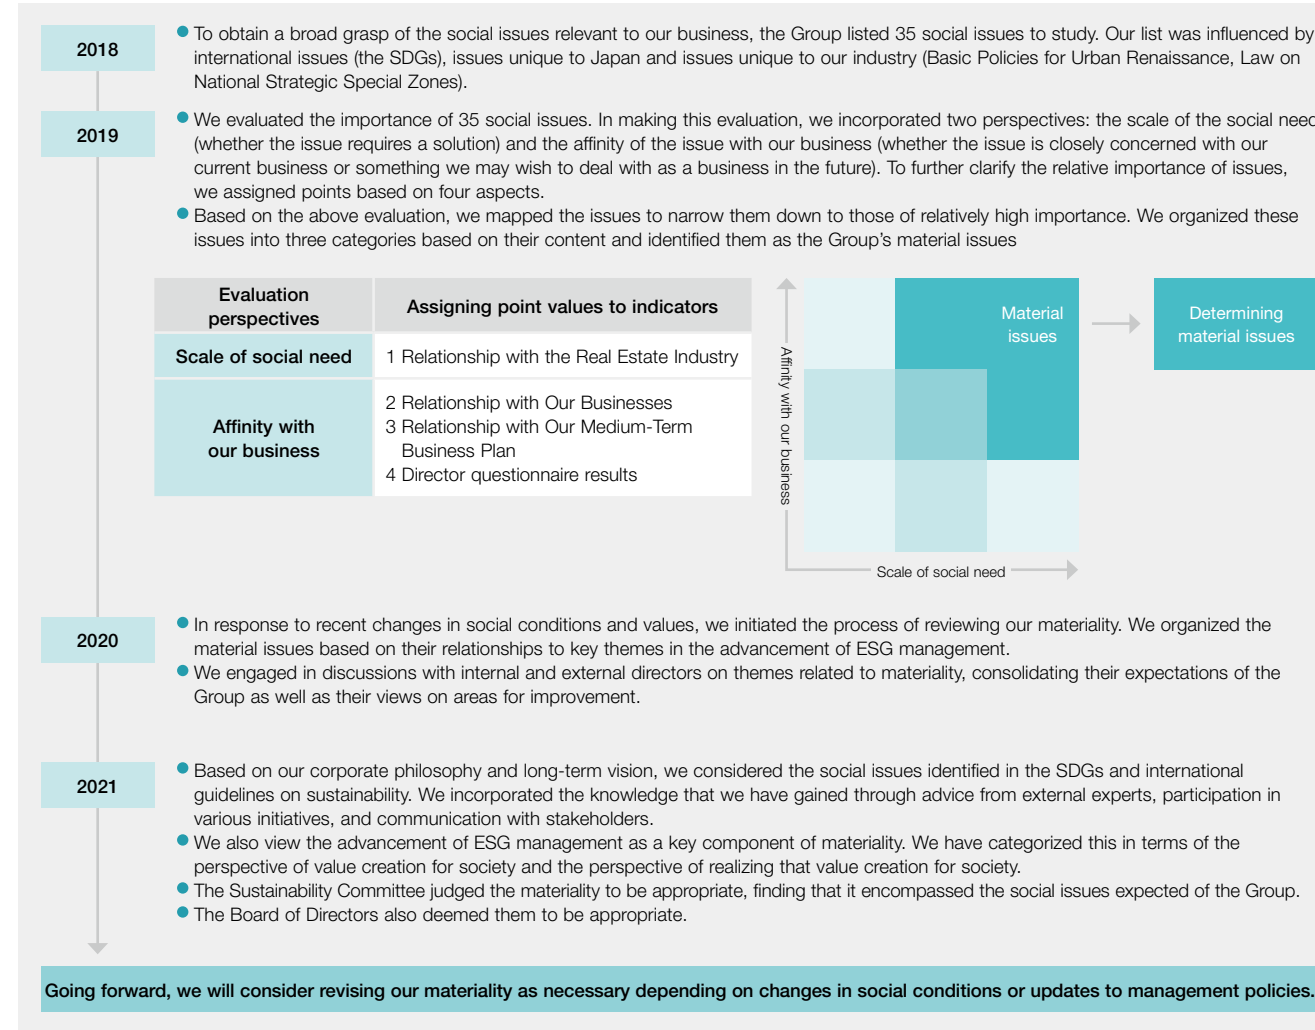 2018
● To obtain a broad grasp of the social issues relevant to our business, the Group listed 35 social issues to study. Our list was influenced by
international issues (the SDGs), issues unique to Japan and issues unique to our industry (Basic Policies for Urban Renaissance, Law on
National Strategic Special Zones).
2019
● We evaluated the importance of 35 social issues. In making this evaluation, we incorporated two perspectives: the scale of the social need
(whether the issue requires a solution) and the affinity of the issue with our business (whether the issue is closely concerned with our
current business or something we may wish to deal with as a business in the future). To further clarify the relative importance of issues,
we assigned points based on four aspects.
● Based on the above evaluation, we mapped the issues to narrow them down to those of relatively high importance. We organized these
issues into three categories based on their content and identified them as the Group's material issues
Evaluation
perspectives
Assigning point values to indicators
Scale of social need
1 Relationship with the Real Estate Industry
Affinity with
our business
2 Relationship with Our Businesses
3 Relationship with Our Medium-Term
Business Plan
4 Director questionnaire results
Affinity with our business
Material
issues
Scale of social need
Determining
material issues
2020
● In response to recent changes in social conditions and values, we initiated the process of reviewing our materiality. We organized the
material issues based on their relationships to key themes in the advancement of ESG management.
● We engaged in discussions with internal and external directors on themes related to materiality, consolidating their expectations of the
Group as well as their views on areas for improvement.
2021
● Based on our corporate philosophy and long-term vision, we considered the social issues identified in the SDGs and international
guidelines on sustainability. We incorporated the knowledge that we have gained through advice from external experts, participation in
various initiatives, and communication with stakeholders.
● We also view the advancement of ESG management as a key component of materiality. We have categorized this in terms of the
perspective of value creation for society and the perspective of realizing that value creation for society.
● The Sustainability Committee judged the materiality to be appropriate, finding that it encompassed the social issues expected of the Group.
● The Board of Directors also deemed them to be appropriate.
Going forward, we will consider revising our materiality as necessary depending on changes in social conditions or updates to management policies.